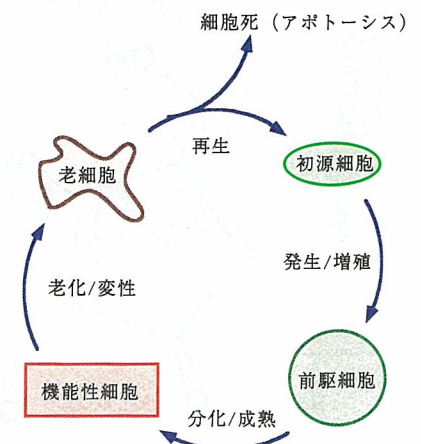 細胞死（アポトーシス）
再生
老細胞
初源細胞
発生/増殖
老化/変性
機能性細胞
前駆細胞
分化/成熟